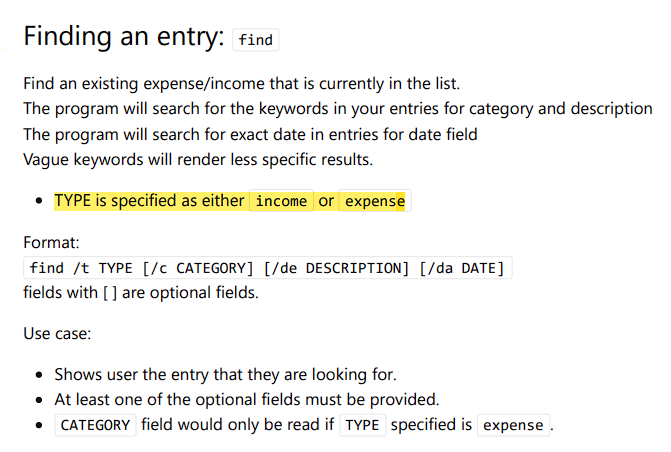 Finding an entry: find
Find an existing expense/income that is currently in the list.
The program will search for the keywords in your entries for category and description
The program will search for exact date in entries for date field
Vague keywords will render less specific results.
• TYPE is specified as either income or expense
Format:
find /t TYPE [/c CATEGORY] [/de DESCRIPTION] [/da DATE]
fields with [ ] are optional fields.
Use case:
• Shows user the entry that they are looking for.
• At least one of the optional fields must be provided.
• CATEGORY field would only be read if TYPE specified is expense.